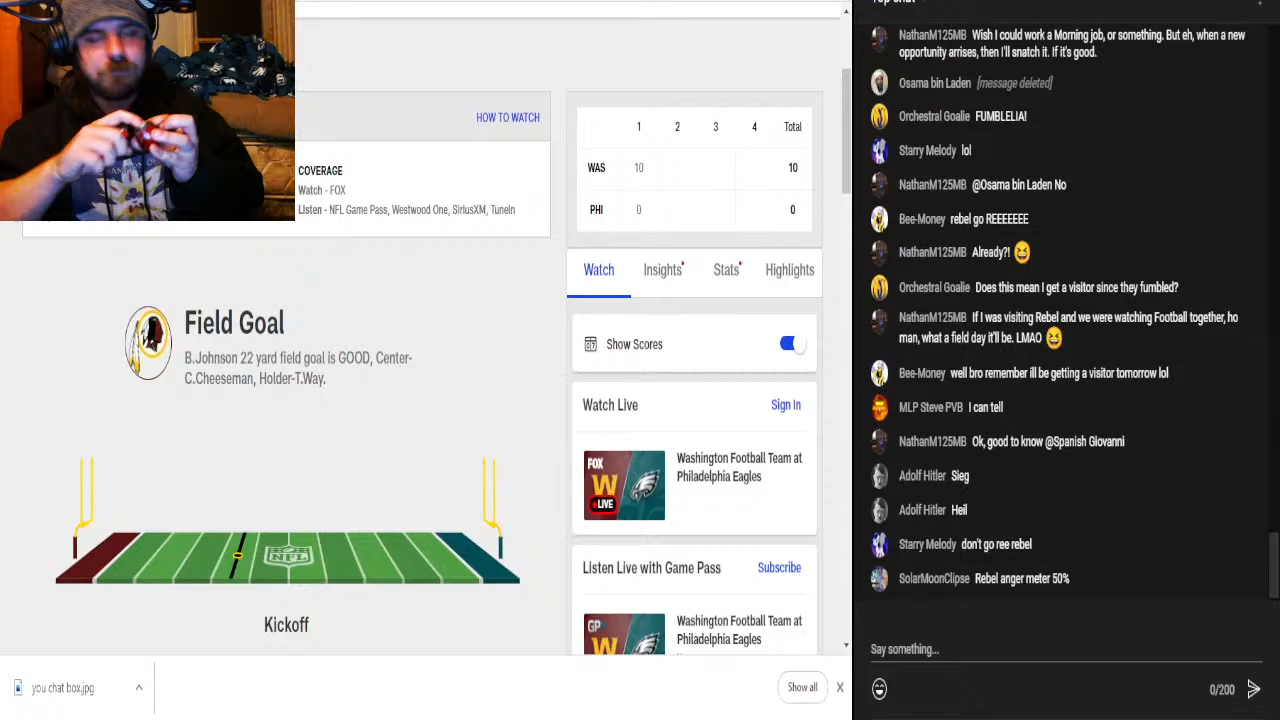 HOW TO WATCH
COVERAGE
Watch - FOX
Listen - NFL Game Pass, Westwood One, SiriusXM, TuneIn
Field Goal
B.Johnson 22 yard field goal is GOOD, Center-
C.Cheeseman, Holder-T.Way.
NFL
Kickoff
you chat box.jpg
Show all
X
1 2 3 4 Total
WAS 10 10
PHI 0 0
Watch Insights Stats Highlights
Show Scores
Watch Live Sign In
FOX
W
LIVE
Washington Football Team at
Philadelphia Eagles
Listen Live with Game Pass Subscribe
GP
W
Washington Football Team at
Philadelphia Eagles
NathanM125MB Wish I could work a Morning job, or something. But eh, when a new
opportunity arrises, then I'll snatch it. If it's good.
Osama bin Laden [message deleted]
Orchestral Goalie FUMBLELIA!
Starry Melody lol
NathanM125MB @Osama bin Laden No
Bee-Money rebel go REEEEEEE
NathanM125MB Already?! 😆
Orchestral Goalie Does this mean I get a visitor since they fumbled?
NathanM125MB If I was visiting Rebel and we were watching Football together, ho
man, what a field day it'll be. LMAO 😆
Bee-Money well bro remember ill be getting a visitor tomorrow lol
MLP Steve PVB I can tell
NathanM125MB Ok, good to know @Spanish Giovanni
Adolf Hitler Sieg
Adolf Hitler Heil
Starry Melody don't go ree rebel
SolarMoonClipse Rebel anger meter 50%
Say something...
0/200